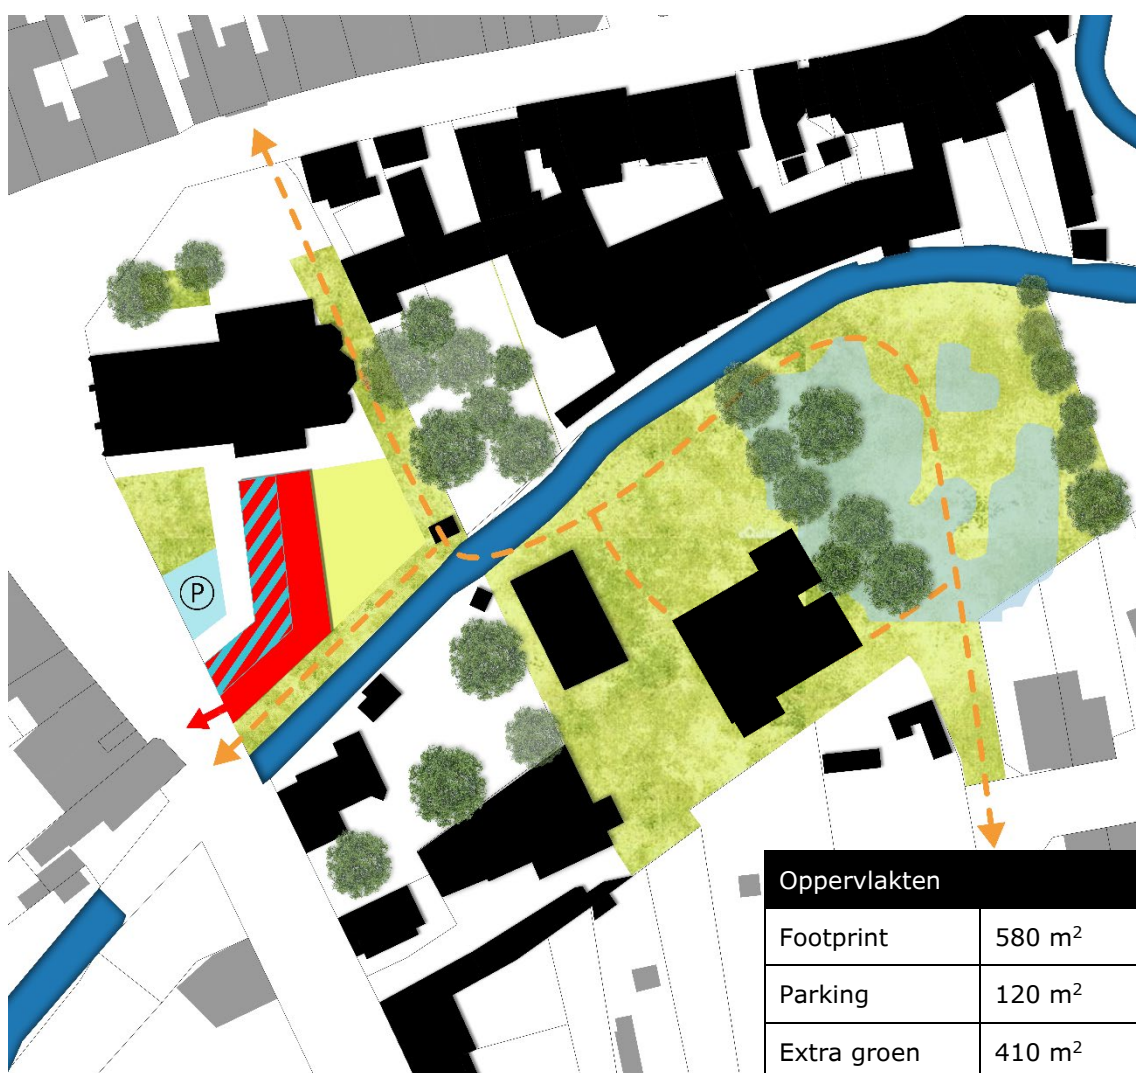 P
Oppervlakten
Footprint 580 m²
Parking 120 m²
Extra groen 410 m²